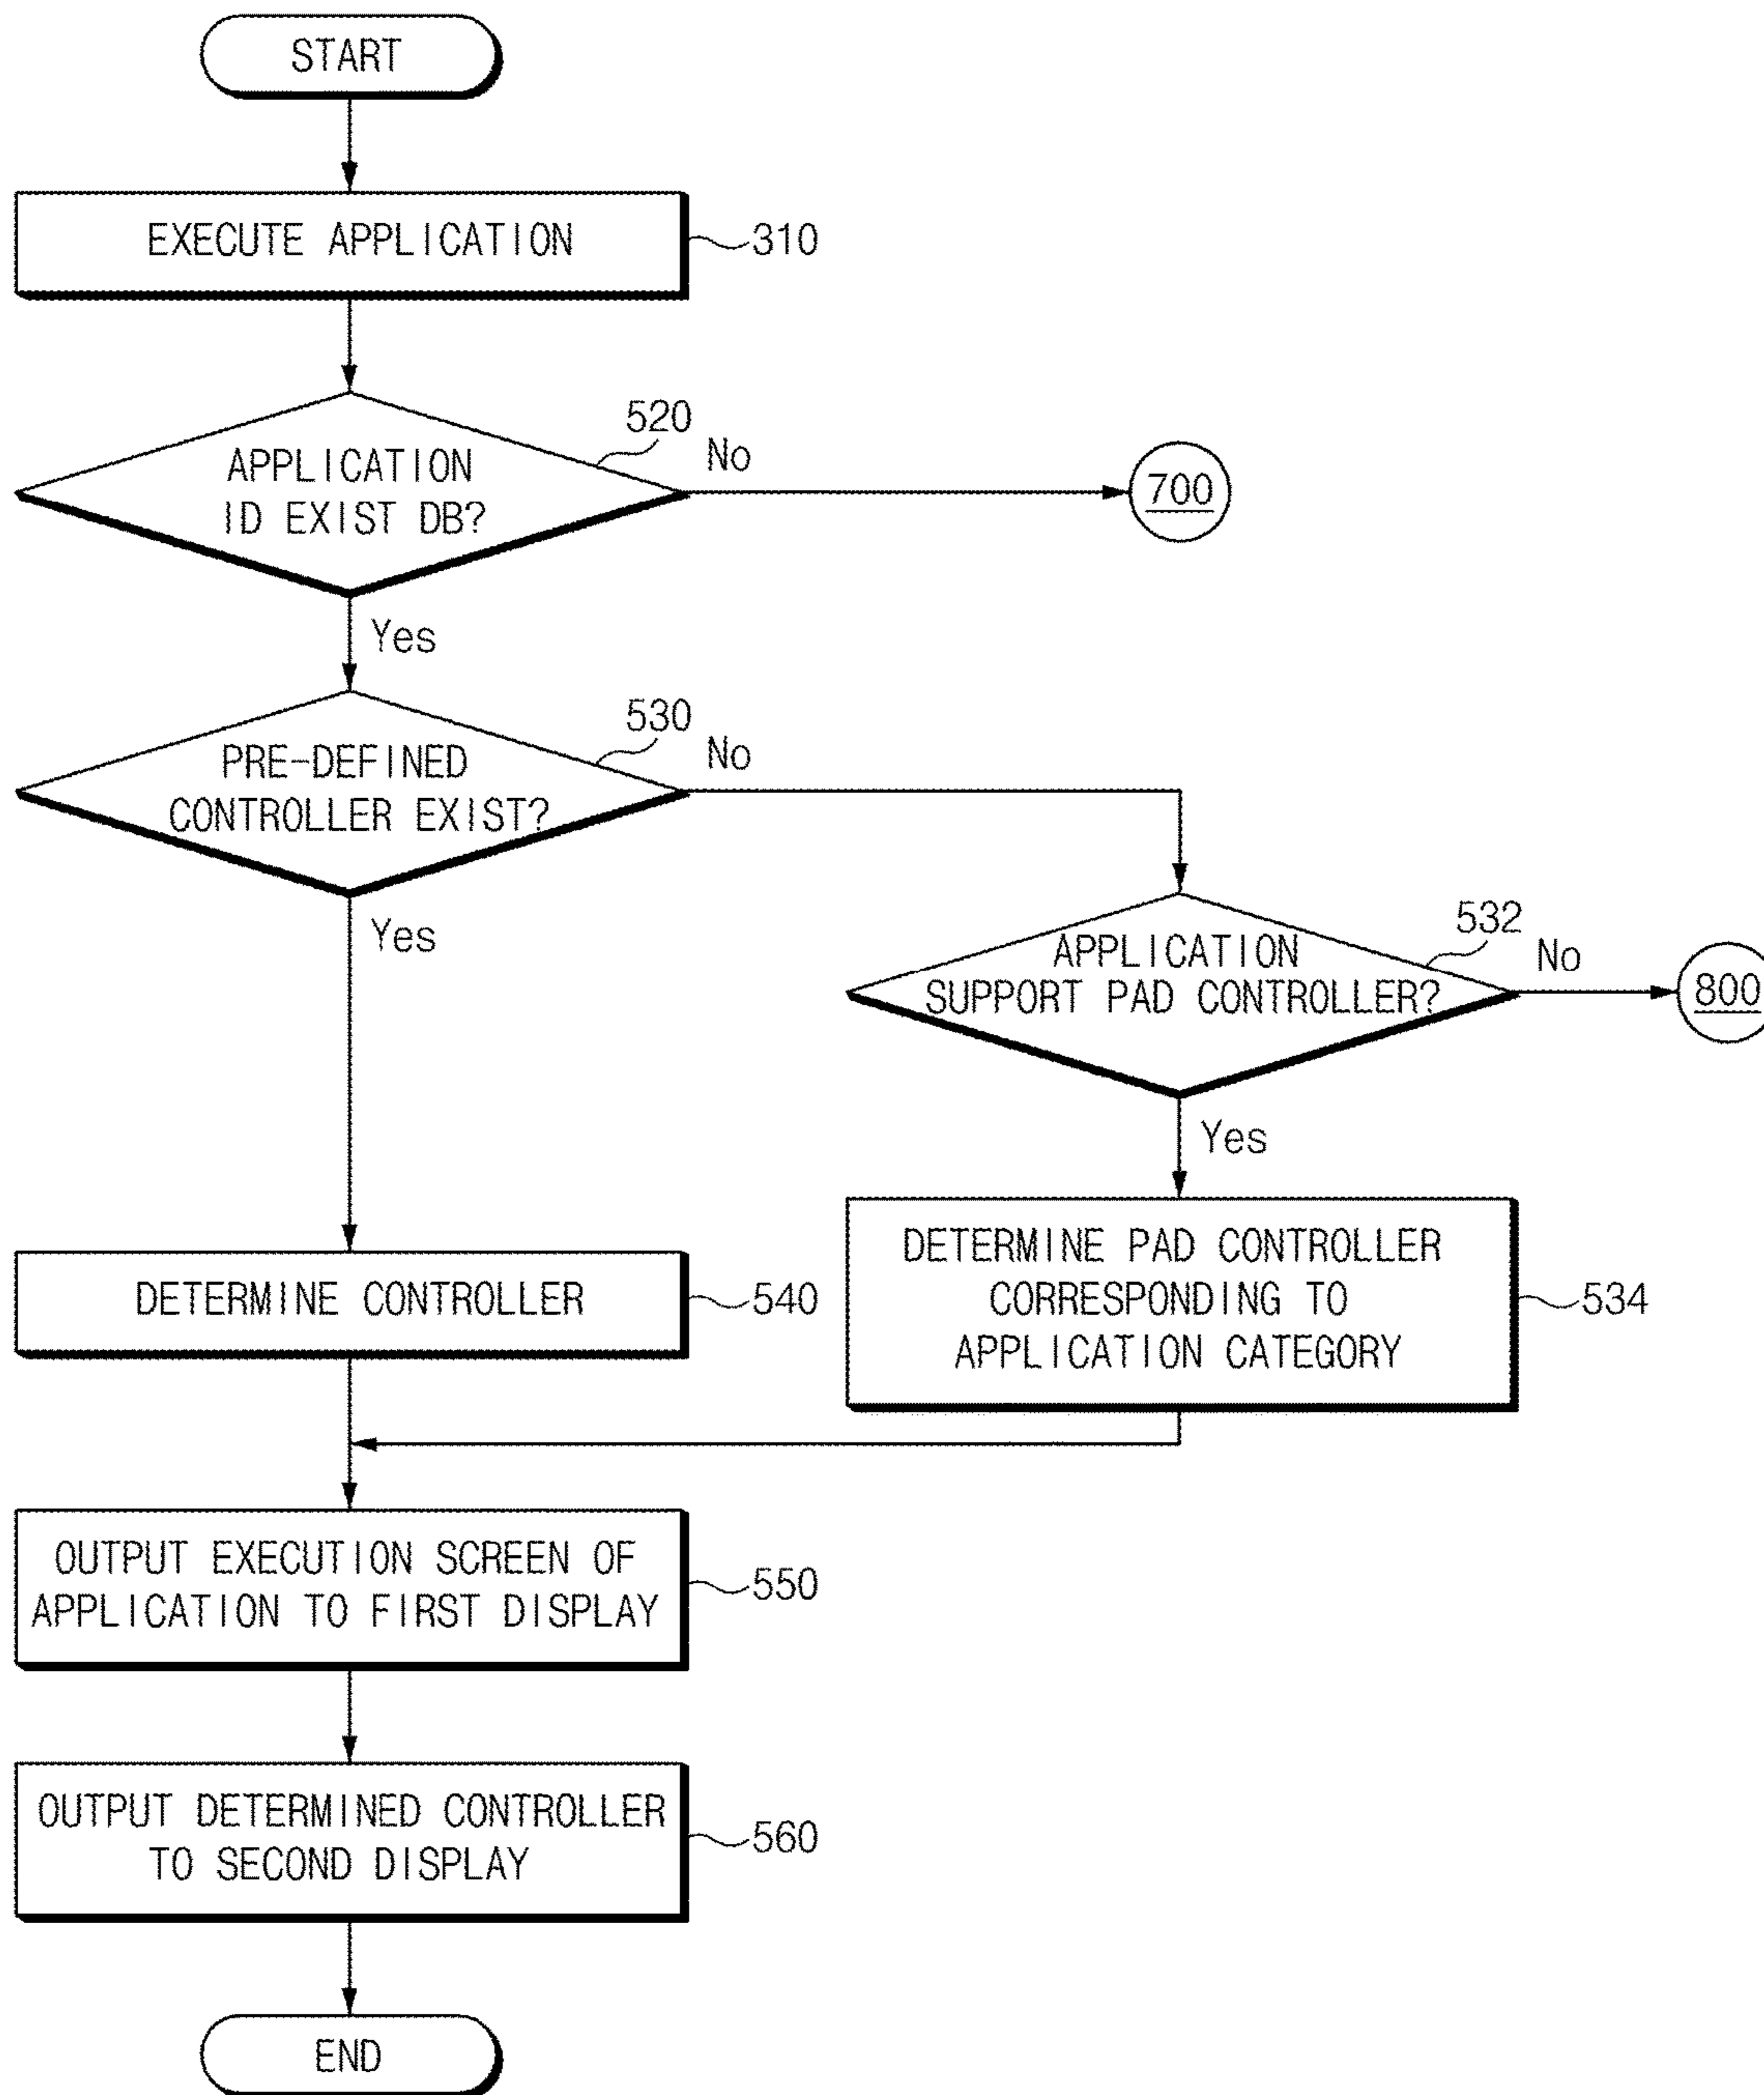 START
EXECUTE APPLICATION
310
APPLICATION
ID EXIST DB?
520
No
700
Yes
PRE-DEFINED
CONTROLLER EXIST?
530
No
Yes
APPLICATION
SUPPORT PAD CONTROLLER?
532
No
800
Yes
DETERMINE CONTROLLER
540
DETERMINE PAD CONTROLLER
CORRESPONDING TO
APPLICATION CATEGORY
534
OUTPUT EXECUTION SCREEN OF
APPLICATION TO FIRST DISPLAY
550
OUTPUT DETERMINED CONTROLLER
TO SECOND DISPLAY
560
END